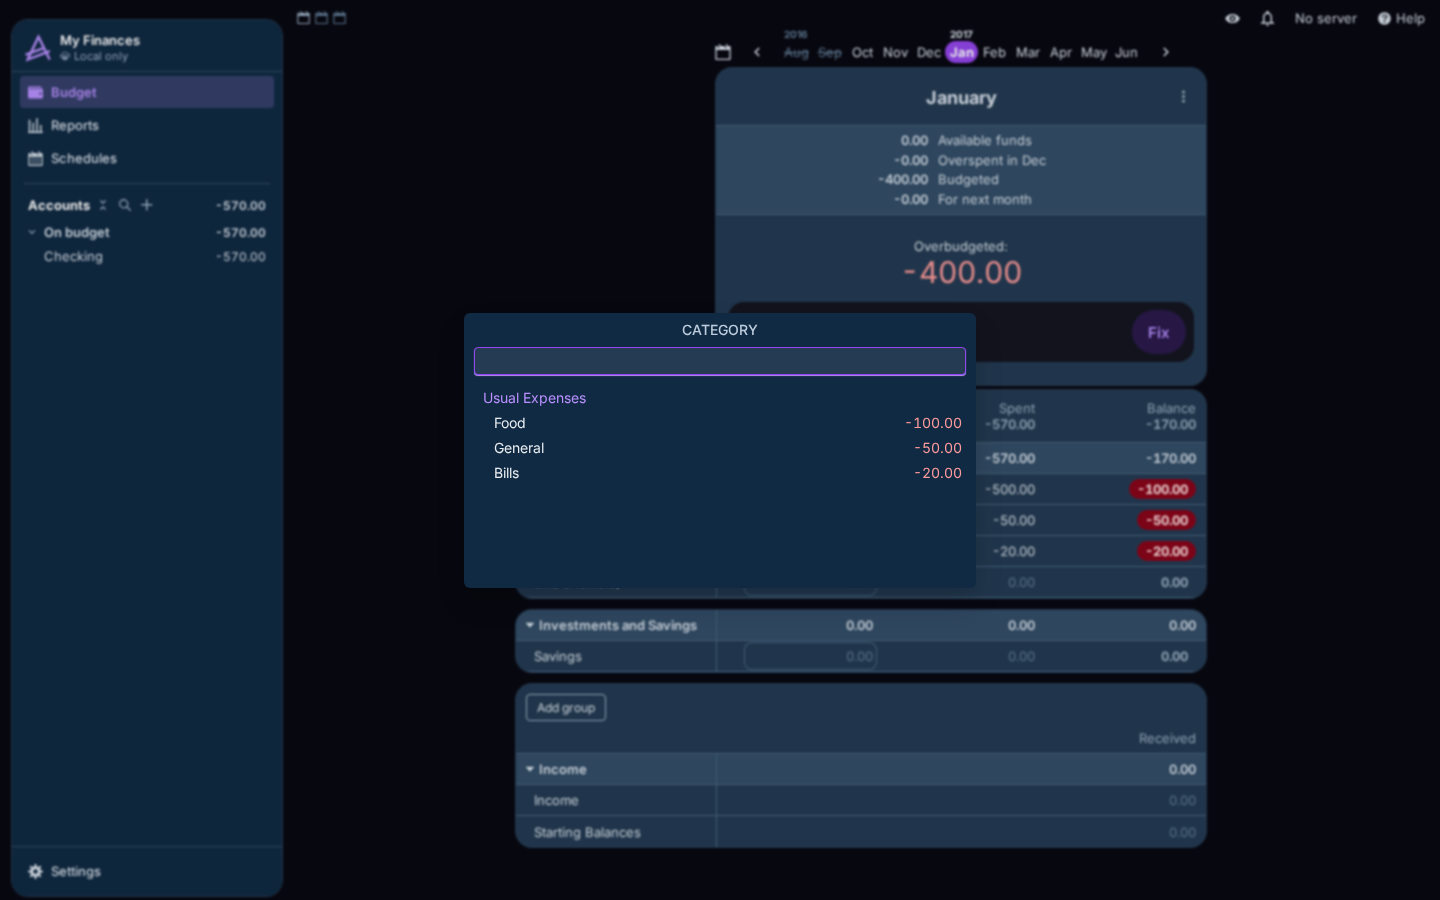 My Finances
Local only
Budget
Reports
Schedules
Accounts -570.00
On budget -570.00
Checking -570.00
Settings
No server
Help
2016 2017
Aug Sep Oct Nov Dec Jan Feb Mar Apr May Jun
January
0.00 Available funds
-0.00 Overspent in Dec
-400.00 Budgeted
-0.00 For next month
Overbudgeted:
-400.00
Fix
CATEGORY
Usual Expenses
Food -100.00
General -50.00
Bills -20.00
Spent Balance
-570.00 -170.00
-570.00 -170.00
-500.00 -100.00
-50.00 -50.00
-20.00 -20.00
0.00 0.00
Investments and Savings 0.00 0.00 0.00
Savings 0.00 0.00 0.00
Add group
Received
Income 0.00
Income 0.00
Starting Balances 0.00